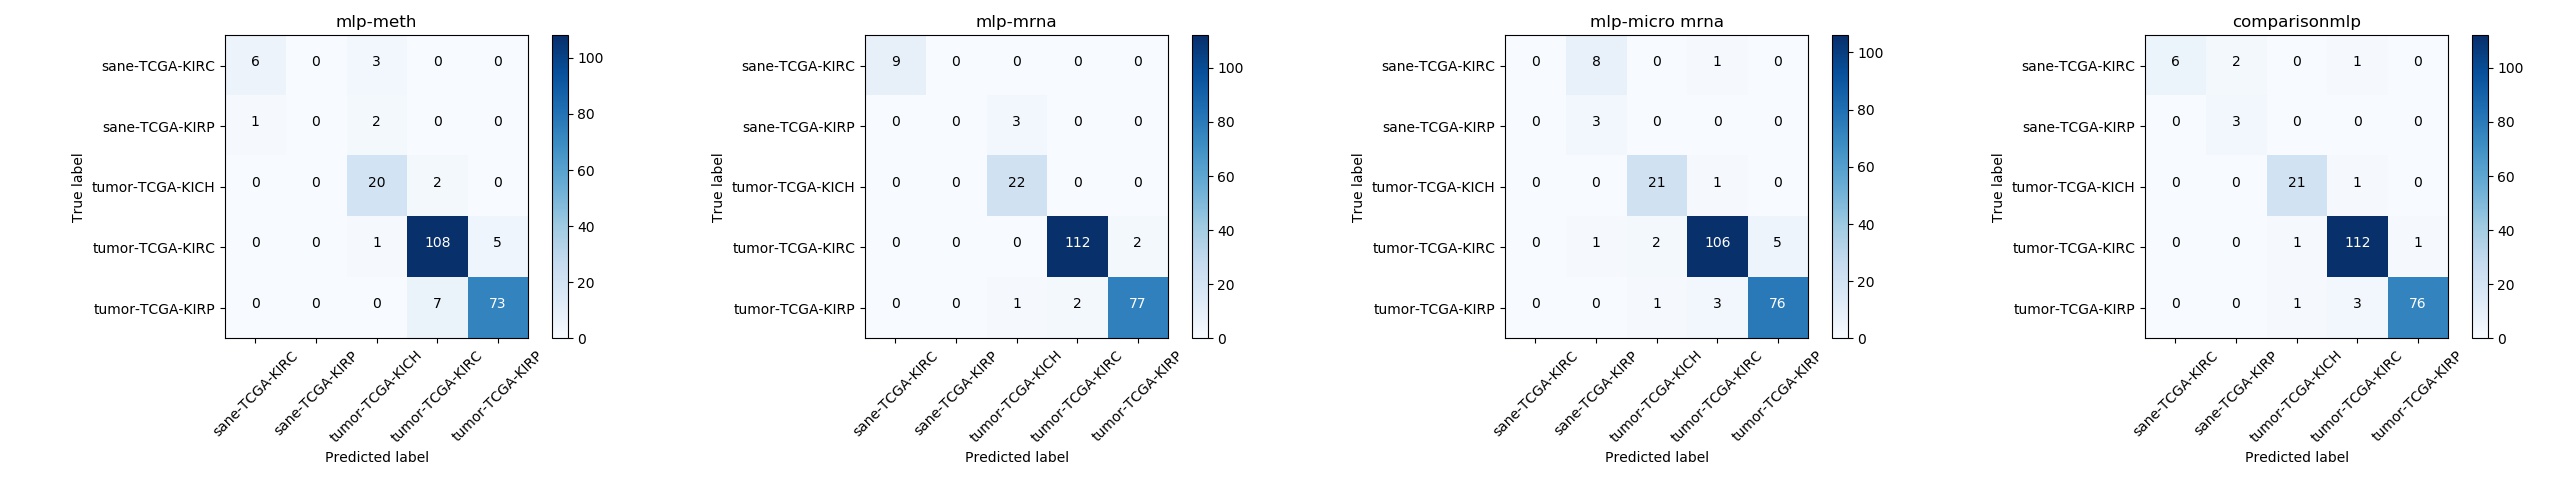 mlp-meth
sane-TCGA-KIRC 6 0 3 0 0
sane-TCGA-KIRP 1 0 2 0 0
tumor-TCGA-KICH 0 0 20 2 0
tumor-TCGA-KIRC 0 0 1 108 5
tumor-TCGA-KIRP 0 0 0 7 73
True label
sane-TCGA-KIRC
sane-TCGA-KIRP
tumor-TCGA-KICH
tumor-TCGA-KIRC
tumor-TCGA-KIRP
Predicted label
100
80
60
40
20
0
mlp-mrna
sane-TCGA-KIRC 9 0 0 0 0
sane-TCGA-KIRP 0 0 3 0 0
tumor-TCGA-KICH 0 0 22 0 0
tumor-TCGA-KIRC 0 0 0 112 2
tumor-TCGA-KIRP 0 0 1 2 77
True label
sane-TCGA-KIRC
sane-TCGA-KIRP
tumor-TCGA-KICH
tumor-TCGA-KIRC
tumor-TCGA-KIRP
Predicted label
100
80
60
40
20
0
mlp-micro mrna
sane-TCGA-KIRC 0 8 0 1 0
sane-TCGA-KIRP 0 3 0 0 0
tumor-TCGA-KICH 0 0 21 1 0
tumor-TCGA-KIRC 0 1 2 106 5
tumor-TCGA-KIRP 0 0 1 3 76
True label
sane-TCGA-KIRC
sane-TCGA-KIRP
tumor-TCGA-KICH
tumor-TCGA-KIRC
tumor-TCGA-KIRP
Predicted label
100
80
60
40
20
0
comparisonmlp
sane-TCGA-KIRC 6 2 0 1 0
sane-TCGA-KIRP 0 3 0 0 0
tumor-TCGA-KICH 0 0 21 1 0
tumor-TCGA-KIRC 0 0 1 112 1
tumor-TCGA-KIRP 0 0 1 3 76
True label
sane-TCGA-KIRC
sane-TCGA-KIRP
tumor-TCGA-KICH
tumor-TCGA-KIRC
tumor-TCGA-KIRP
Predicted label
100
80
60
40
20
0